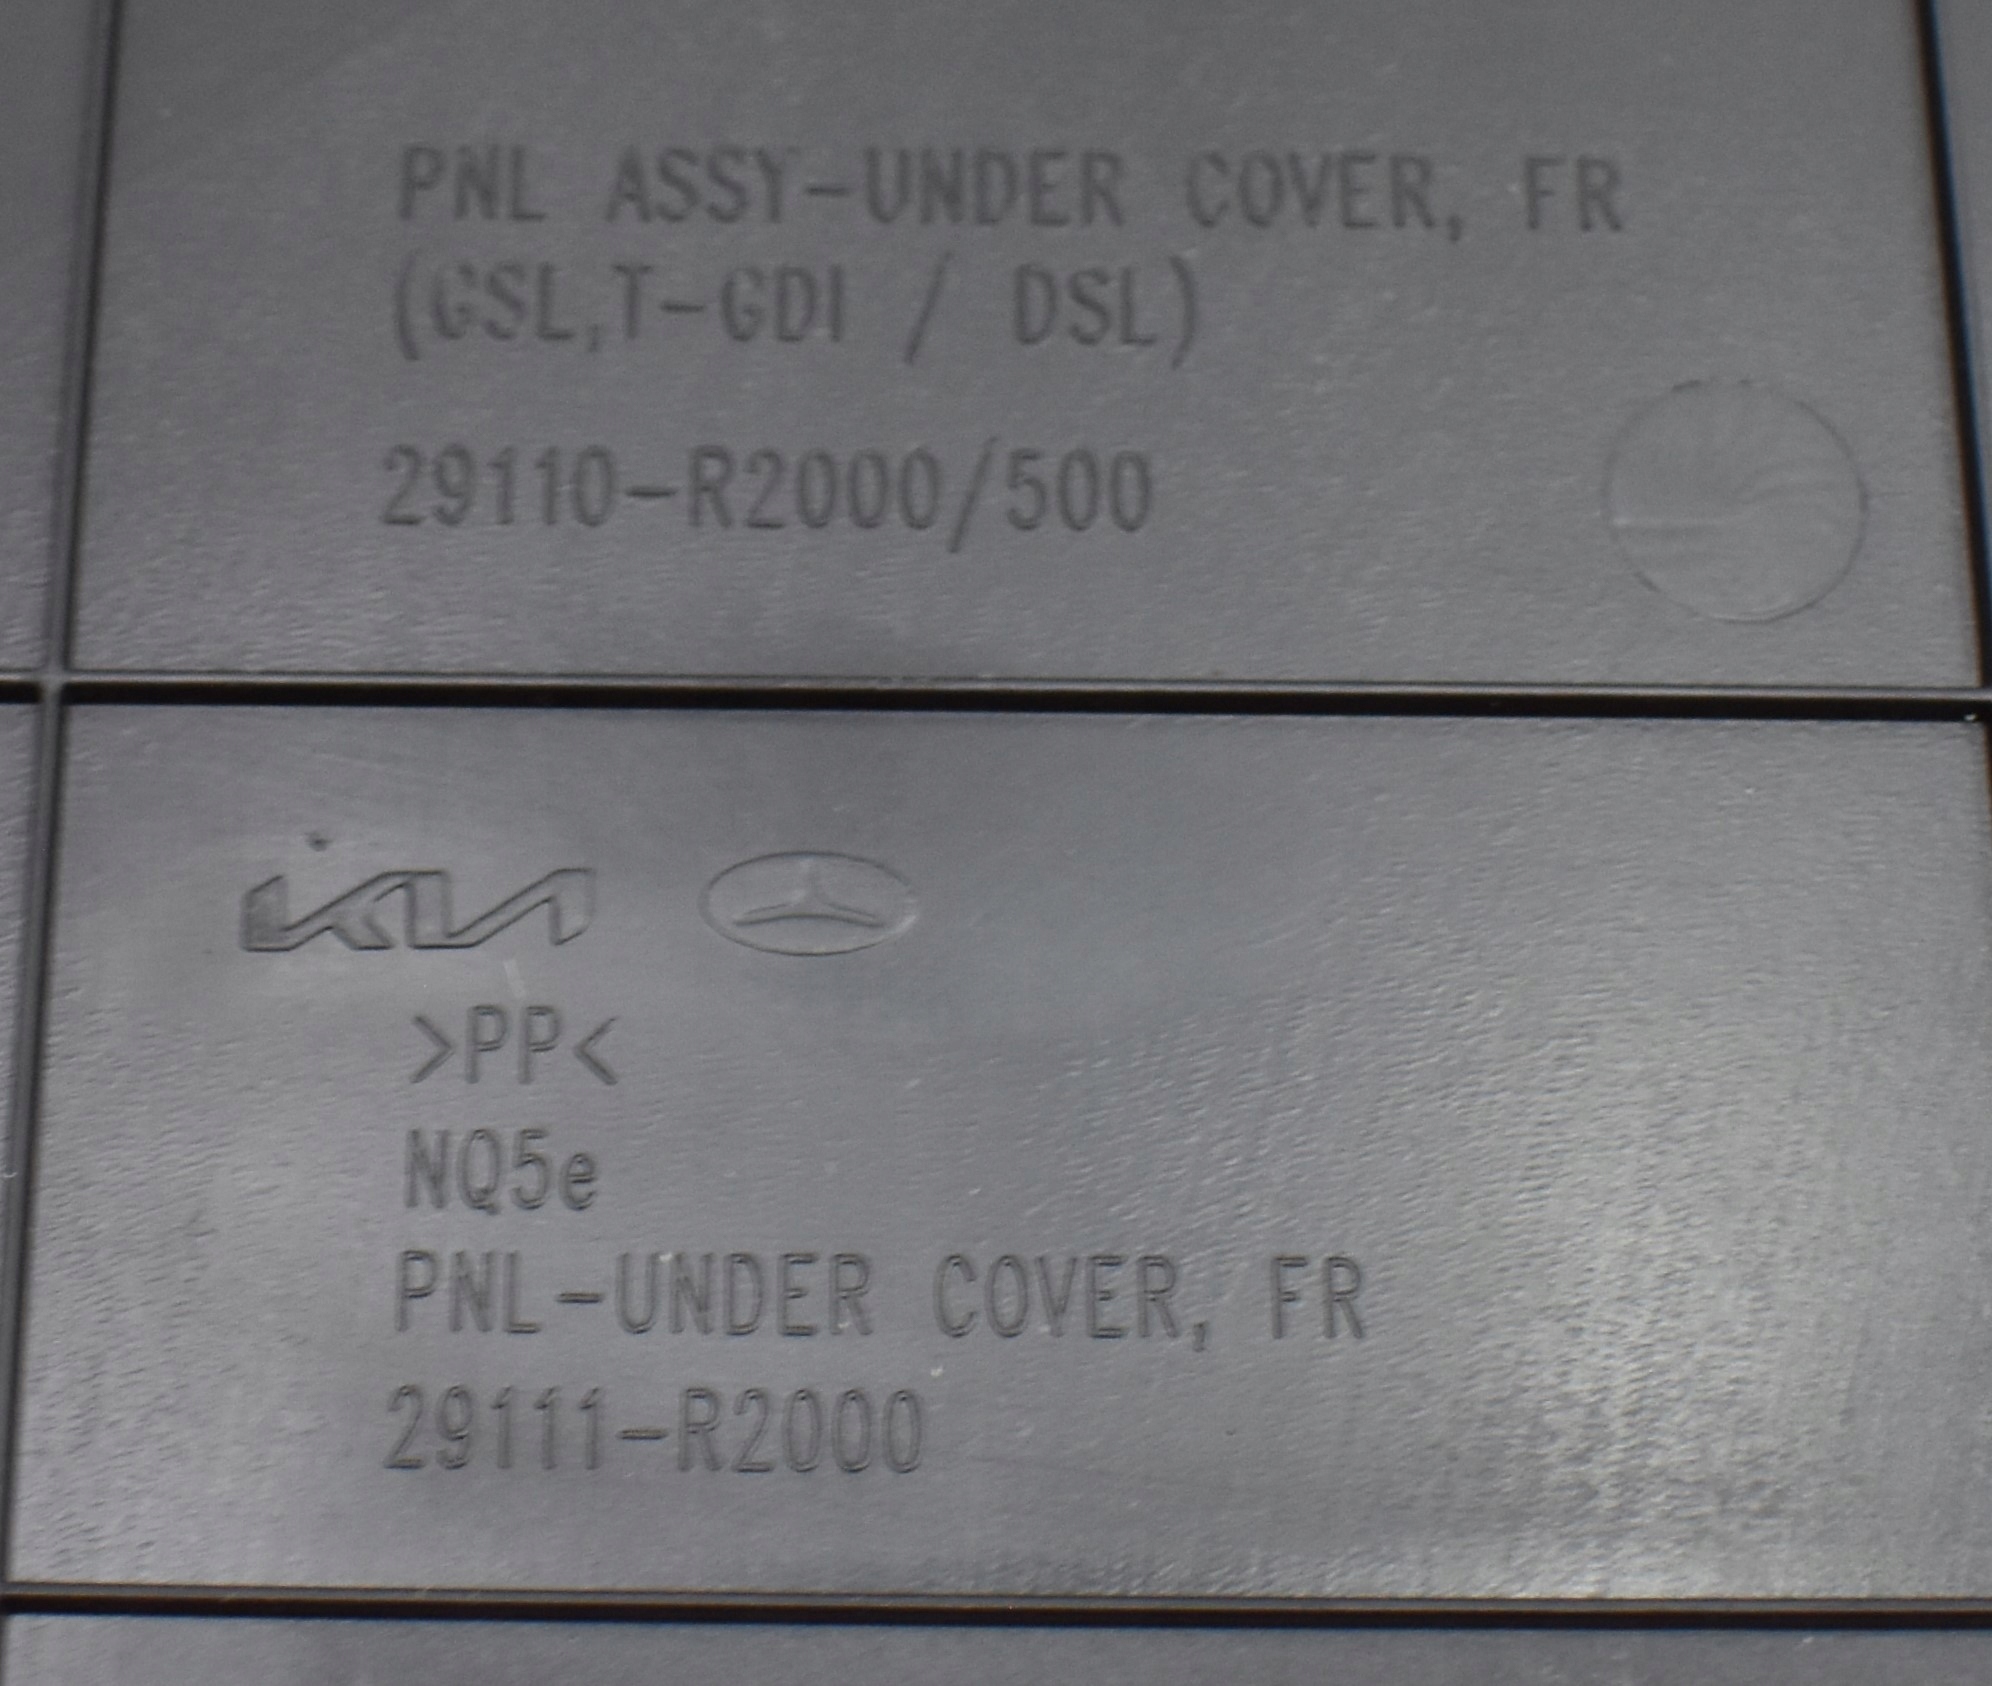 PNL ASSY-UNDER COVER, FR
(GSL,T-GDI / DSL)
29110-R2000/500
KIA
>PP<
NQ5e
PNL-UNDER COVER, FR
29111-R2000